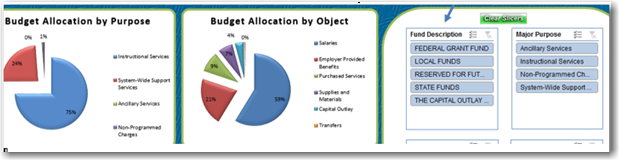 Budget Allocation by Purpose
0%
1%
24%
75%
Instructional Services
System-Wide Support
Services
Ancillary Services
Non-Programmed
Charges
Budget Allocation by Object
4%
0%
7%
9%
21%
59%
Salaries
Employer Provided
Benefits
Purchased Services
Supplies and
Materials
Capital Outlay
Transfers
Clear Slicers
Fund Description
FEDERAL GRANT FUND
LOCAL FUNDS
RESERVED FOR FUT...
STATE FUNDS
THE CAPITAL OUTLAY ...
Major Purpose
Ancillary Services
Instructional Services
Non-Programmed Ch...
System-Wide Support ...